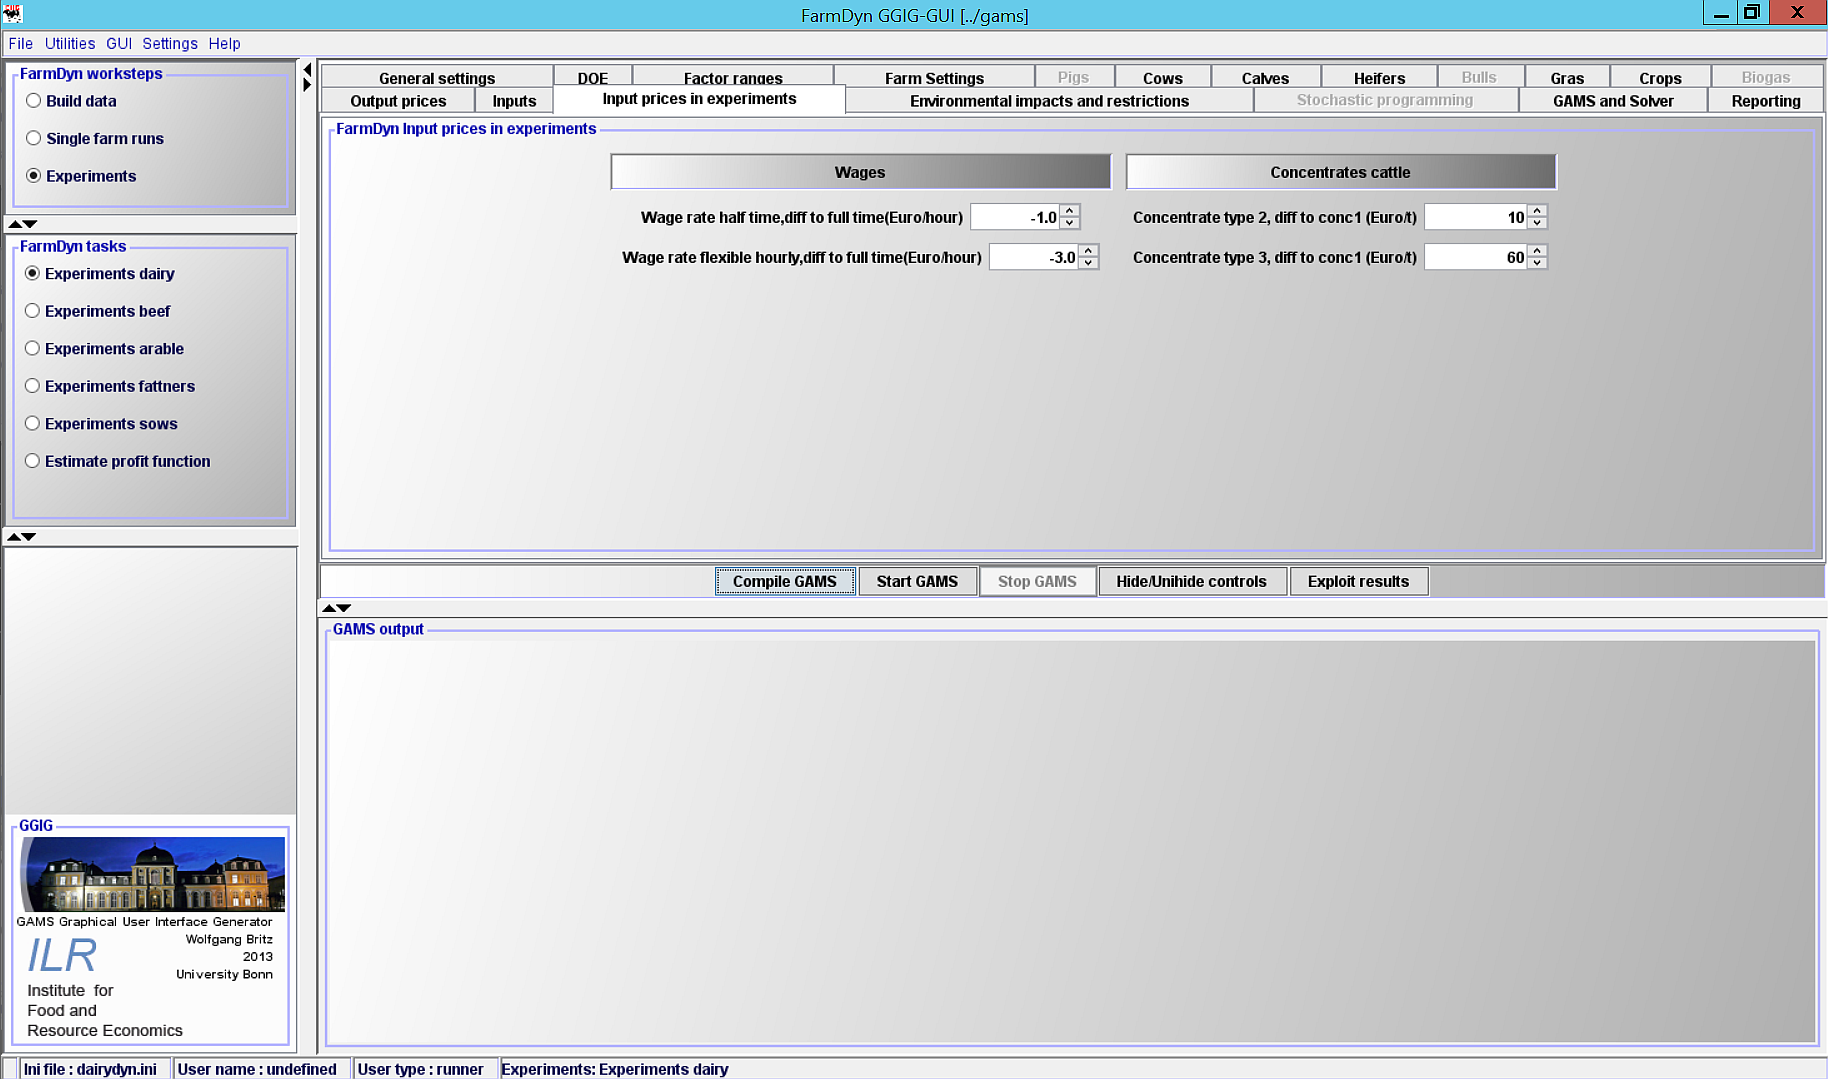 FarmDyn GGIG-GUI [../gams]
File Utilities GUI Settings Help
FarmDyn worksteps
Build data
Single farm runs
Experiments
FarmDyn tasks
Experiments dairy
Experiments beef
Experiments arable
Experiments fattners
Experiments sows
Estimate profit function
GGIG
GAMS Graphical User Interface Generator
Wolfgang Britz
2013
University Bonn
ILR
Institute for
Food and
Resource Economics
General settings DOE Factor ranges Farm Settings Pigs Cows Calves Heifers Bulls Gras Crops Biogas
Output prices Inputs Input prices in experiments Environmental impacts and restrictions Stochastic programming GAMS and Solver Reporting
FarmDyn Input prices in experiments
Wages Concentrates cattle
Wage rate half time,diff to full time(Euro/hour) -1.0 Concentrate type 2, diff to conc1 (Euro/t) 10
Wage rate flexible hourly,diff to full time(Euro/hour) -3.0 Concentrate type 3, diff to conc1 (Euro/t) 60
Compile GAMS Start GAMS Stop GAMS Hide/Unihide controls Exploit results
GAMS output
Ini file : dairydyn.ini User name : undefined User type : runner Experiments: Experiments dairy